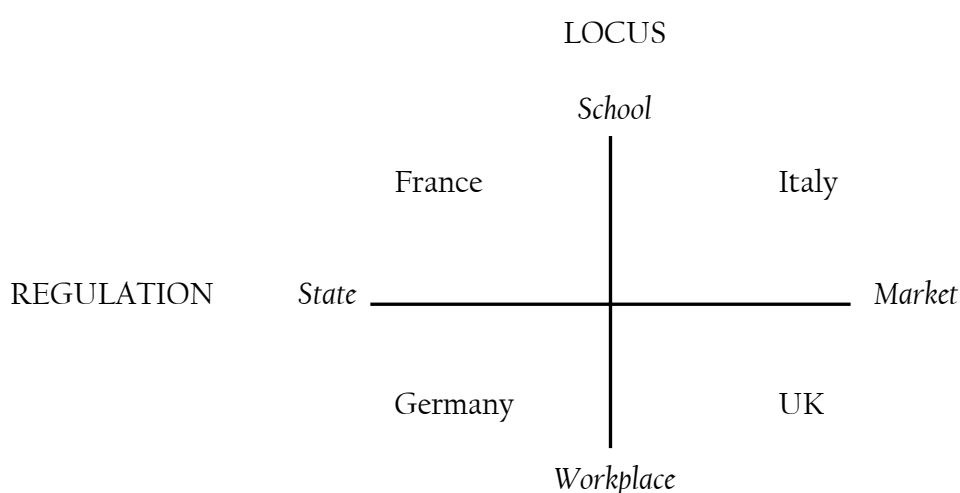 LOCUS
School
France Italy
REGULATION State Market
Germany UK
Workplace